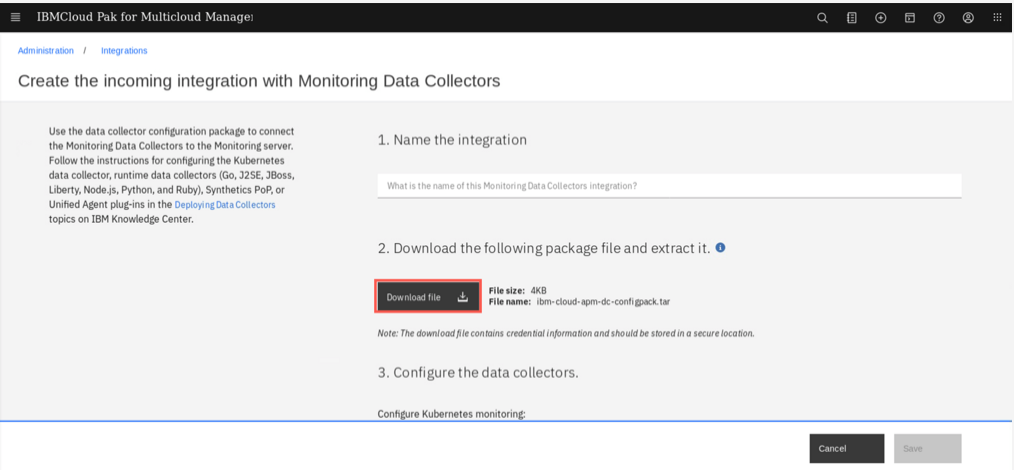 IBMCloud Pak for Multicloud Manager
Administration / Integrations
Create the incoming integration with Monitoring Data Collectors
Use the data collector configuration package to connect
the Monitoring Data Collectors to the Monitoring server.
Follow the instructions for configuring the Kubernetes
data collector, runtime data collectors (Go, J2SE, JBoss,
Liberty, Node.js, Python, and Ruby), Synthetics PoP, or
Unified Agent plug-ins in the Deploying Data Collectors
topics on IBM Knowledge Center.
1. Name the integration
What is the name of this Monitoring Data Collectors integration?
2. Download the following package file and extract it.
Download file
File size: 4KB
File name: ibm-cloud-apm-dc-configpack.tar
Note: The download file contains credential information and should be stored in a secure location.
3. Configure the data collectors.
Configure Kubernetes monitoring:
Cancel
Save